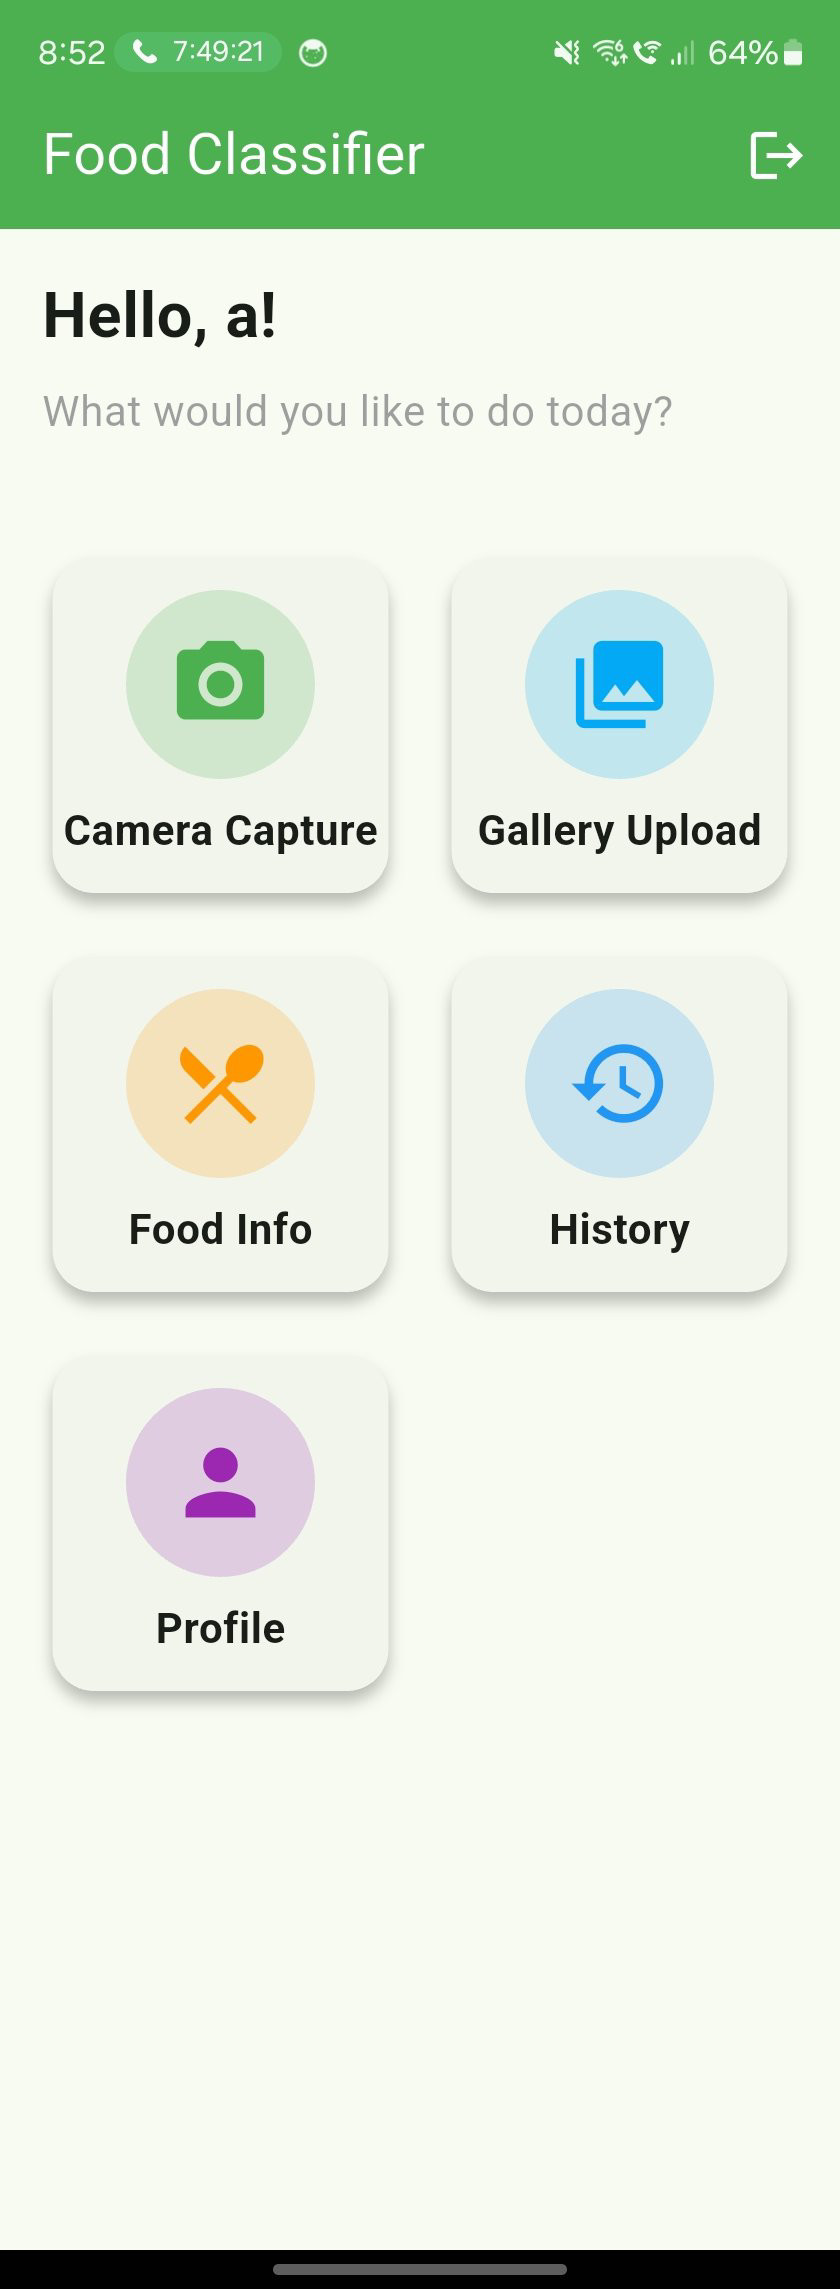 8:52 7:49:21 64%
Food Classifier
Hello, a!
What would you like to do today?
Camera Capture
Gallery Upload
Food Info
History
Profile